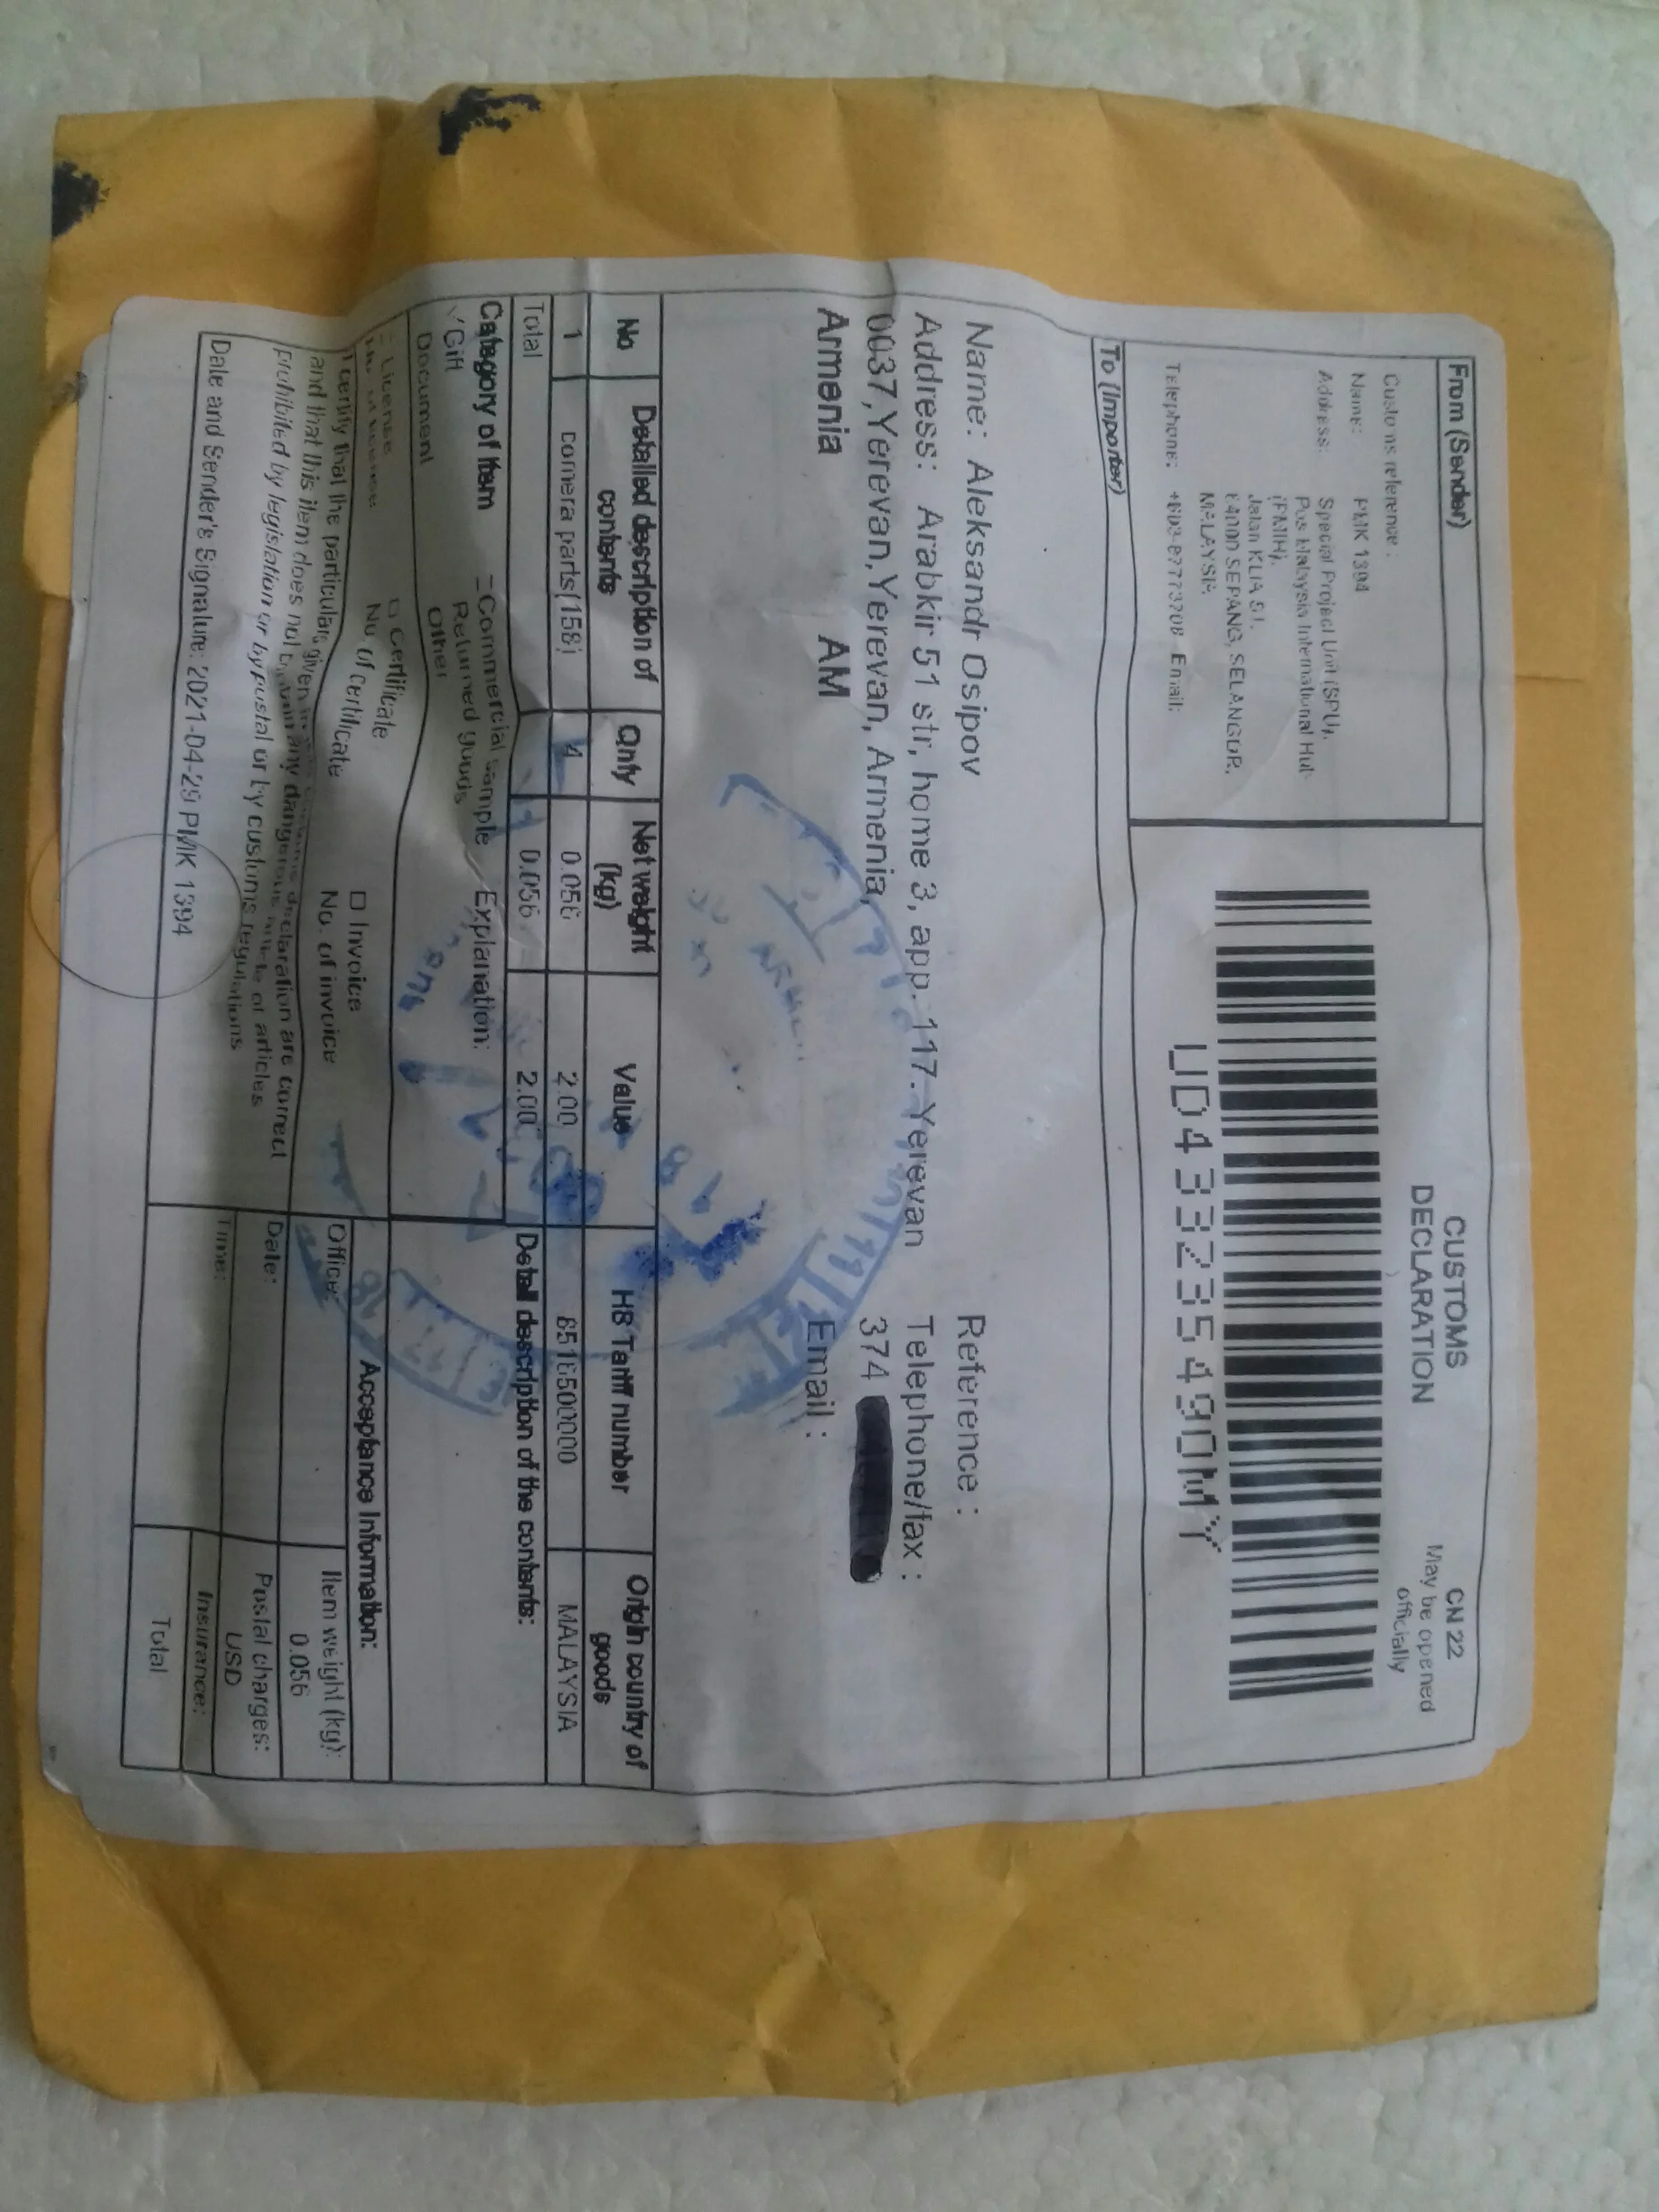 From (Sender)
CUSTOMS
DECLARATION
CN 22
May be opened
officially
Customs reference :
Name: PMK 1394
Address: Special Project Unit (SPU),
Pos Malaysia International Hub
(PMIH),
Jalan KLIA S1,
64000 SEPANG, SELANGOR,
MALAYSIA
Telephone: Email:
UD433235490MY
To (Importer)
Name: Aleksandr Osipov
Reference :
Address: Arabkir 51 str, home 3, app. 117. Yerevan
Telephone/fax :
0037,Yerevan,Yerevan, Armenia,
374
Armenia AM
Email :
No
Detailed description of
contents
Qnty
Net weight
(kg)
Value
HS Tariff number
Origin country of
goods
1 comera parts(158) 4 0.056 2.00 MALAYSIA
Total 0.056 2.00
Detail description of the contents:
Category of Item Commercial sample Explanation:
√Gift Returned goods
Document Other
License □ Certificate □ Invoice
No. of certificate No. of invoice
I certify that the particulars given in declaration are correct
and that this item does not any dangerous or articles
prohibited by legislation or by postal or by customs regulations
Date and Sender's Signature: 2021-04-29 PMK 1394
Acceptance Information:
Office:
Date:
Time:
Item weight (kg):
0.056
Postal charges:
USD
Insurance:
Total